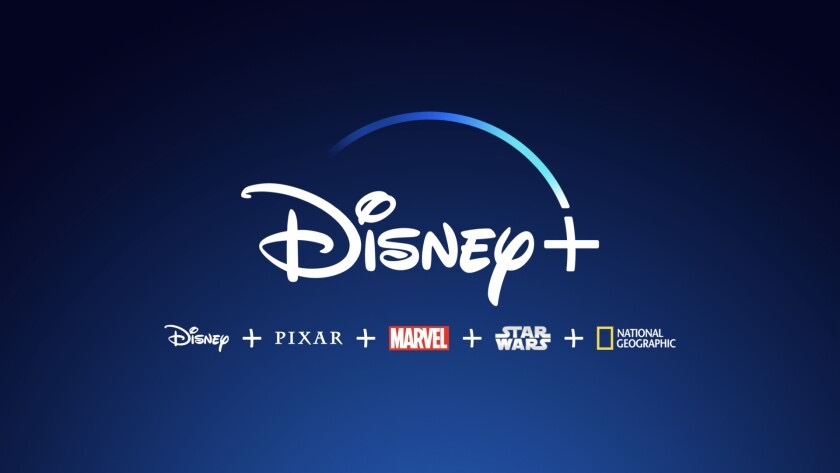 Disney+
Disney + PIXAR + MARVEL + STAR WARS + NATIONAL GEOGRAPHIC